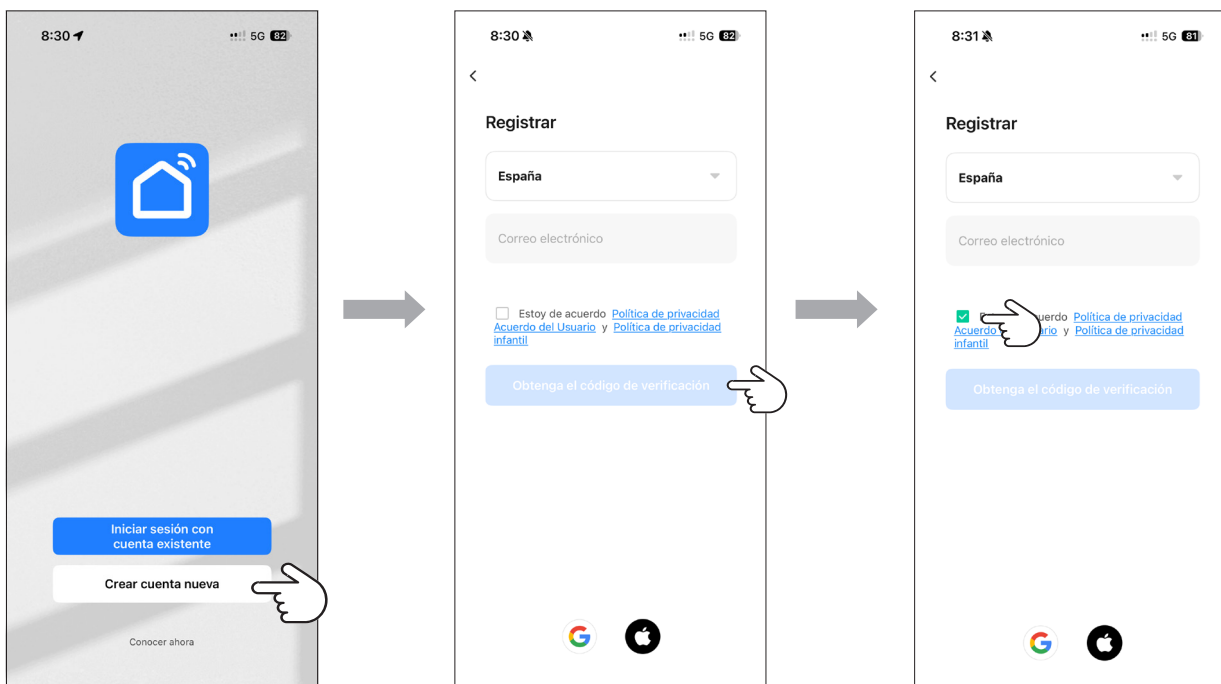 8:30 5G 82
Iniciar sesión con
cuenta existente
Crear cuenta nueva
Conocer ahora
8:30 5G 82
Registrar
España
Correo electrónico
Estoy de acuerdo Política de privacidad
Acuerdo del Usuario y Política de privacidad
infantil
Obtenga el código de verificación
8:31 5G 81
Registrar
España
Correo electrónico
uerdo Política de privacidad
Acuerdo ario y Política de privacidad
infantil
Obtenga el código de verificación